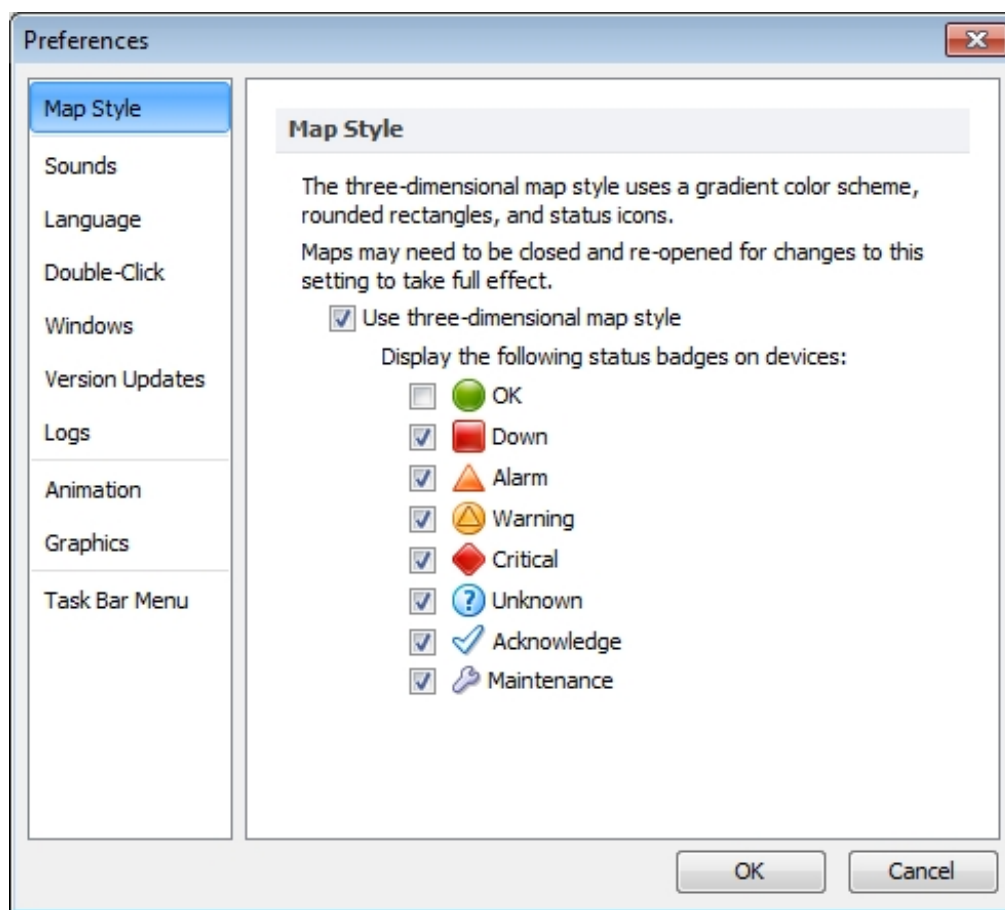 Preferences
Map Style
Sounds
Language
Double-Click
Windows
Version Updates
Logs
Animation
Graphics
Task Bar Menu
Map Style
The three-dimensional map style uses a gradient color scheme,
rounded rectangles, and status icons.
Maps may need to be closed and re-opened for changes to this
setting to take full effect.
Use three-dimensional map style
Display the following status badges on devices:
OK
Down
Alarm
Warning
Critical
Unknown
Acknowledge
Maintenance
OK
Cancel